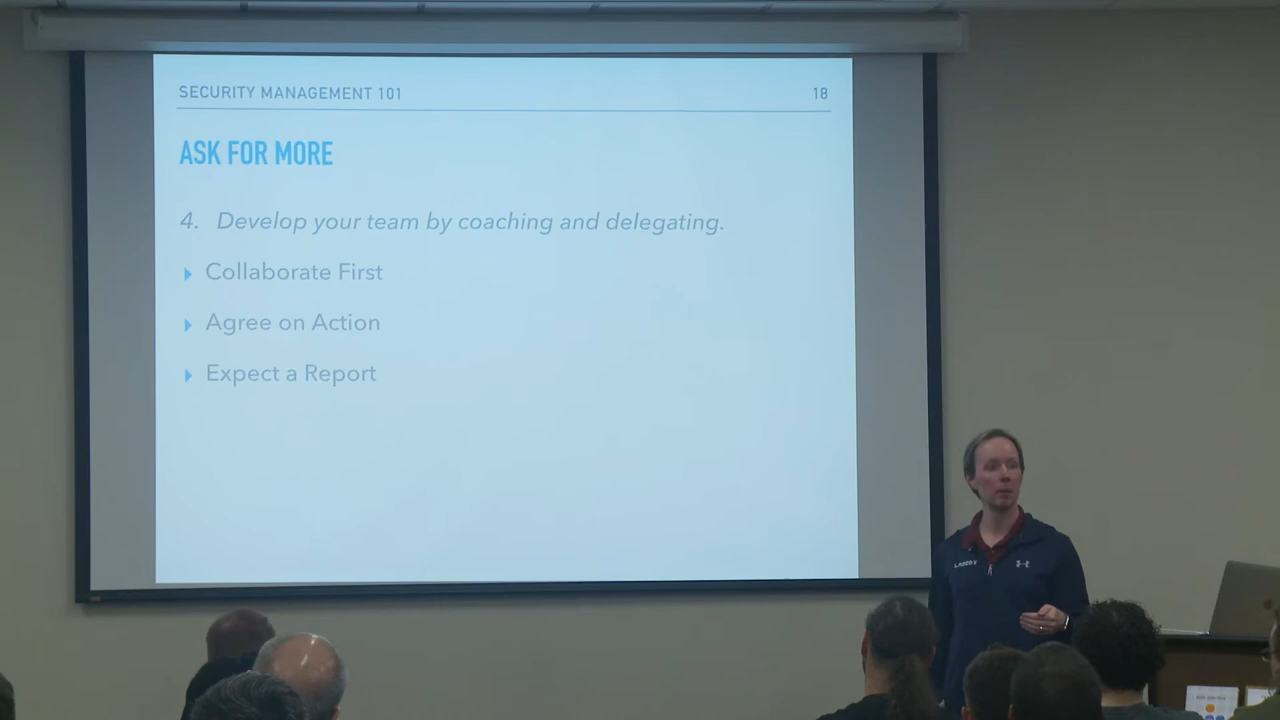 SECURITY MANAGEMENT 101
18
ASK FOR MORE
4. Develop your team by coaching and delegating.
Collaborate First
Agree on Action
Expect a Report